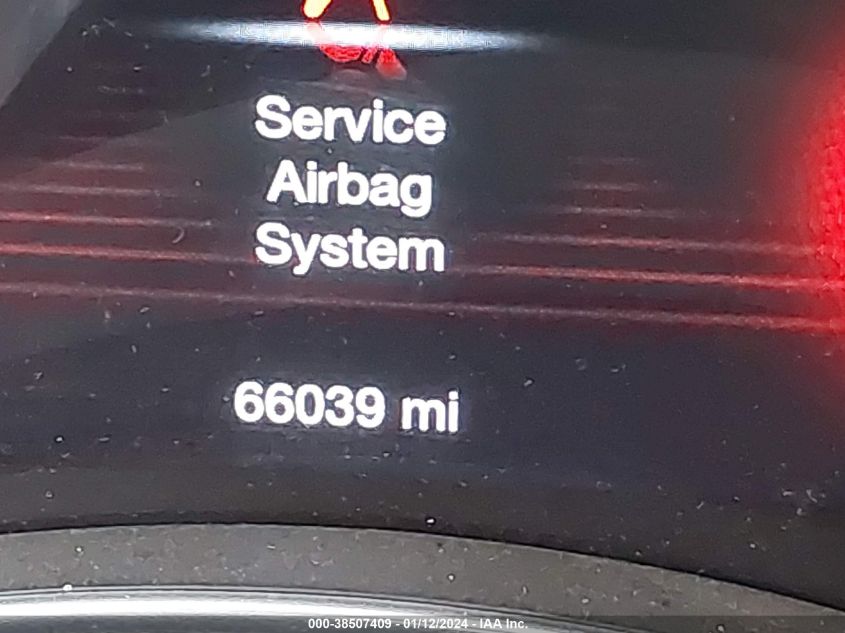 Service
Airbag
System
66039 mi
000-38507409 - 01/12/2024 - IAA Inc.